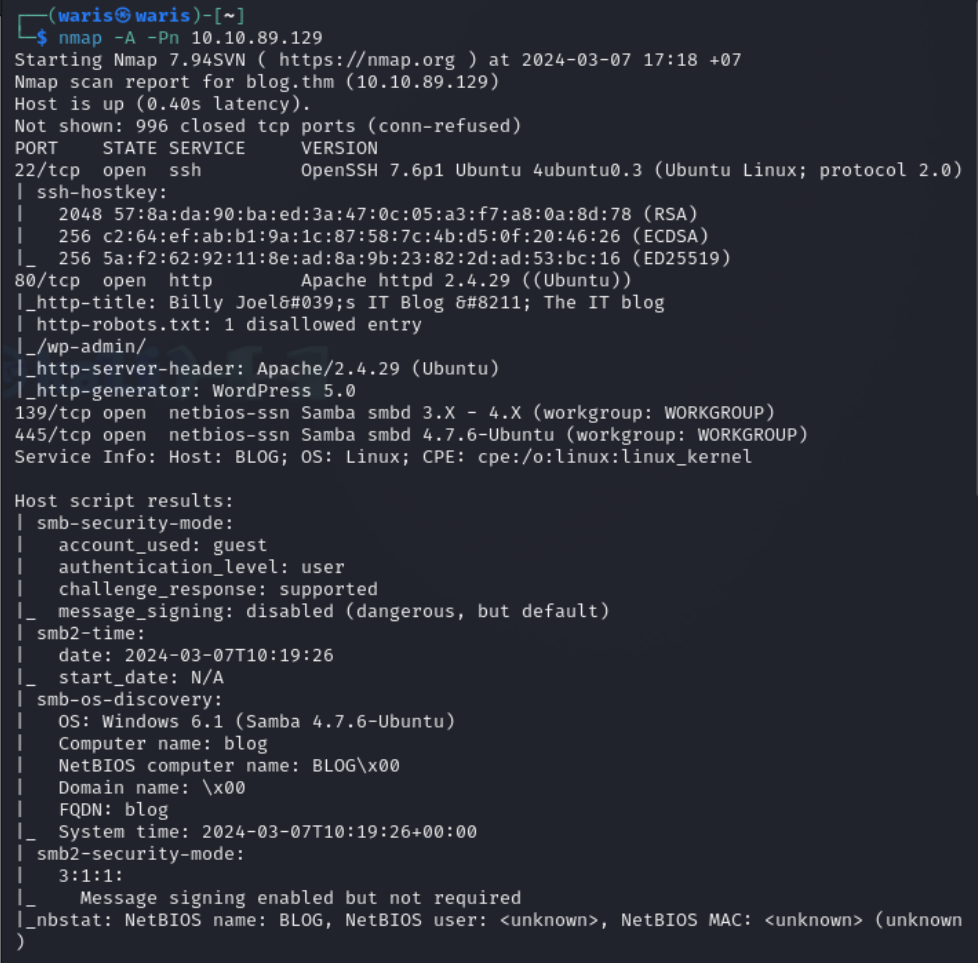 ┌──(waris㉿waris)-[~]
└─$ nmap -A -Pn 10.10.89.129
Starting Nmap 7.94SVN ( https://nmap.org ) at 2024-03-07 17:18 +07
Nmap scan report for blog.thm (10.10.89.129)
Host is up (0.40s latency).
Not shown: 996 closed tcp ports (conn-refused)
PORT    STATE SERVICE     VERSION
22/tcp  open  ssh         OpenSSH 7.6p1 Ubuntu 4ubuntu0.3 (Ubuntu Linux; protocol 2.0)
| ssh-hostkey:
|   2048 57:8a:da:90:ba:ed:3a:47:0c:05:a3:f7:a8:0a:8d:78 (RSA)
|   256 c2:64:ef:ab:b1:9a:1c:87:58:7c:4b:d5:0f:20:46:26 (ECDSA)
|_  256 5a:f2:62:92:11:8e:ad:8a:9b:23:82:2d:ad:53:bc:16 (ED25519)
80/tcp  open  http        Apache httpd 2.4.29 ((Ubuntu))
|_http-title: Billy Joel&#039;s IT Blog &#8211; The IT blog
| http-robots.txt: 1 disallowed entry
|_/wp-admin/
|_http-server-header: Apache/2.4.29 (Ubuntu)
|_http-generator: WordPress 5.0
139/tcp open  netbios-ssn Samba smbd 3.X - 4.X (workgroup: WORKGROUP)
445/tcp open  netbios-ssn Samba smbd 4.7.6-Ubuntu (workgroup: WORKGROUP)
Service Info: Host: BLOG; OS: Linux; CPE: cpe:/o:linux:linux_kernel

Host script results:
| smb-security-mode:
|   account_used: guest
|   authentication_level: user
|   challenge_response: supported
|_  message_signing: disabled (dangerous, but default)
| smb2-time:
|   date: 2024-03-07T10:19:26
|_  start_date: N/A
| smb-os-discovery:
|   OS: Windows 6.1 (Samba 4.7.6-Ubuntu)
|   Computer name: blog
|   NetBIOS computer name: BLOG\x00
|   Domain name: \x00
|   FQDN: blog
|_  System time: 2024-03-07T10:19:26+00:00
| smb2-security-mode:
|   3:1:1:
|_    Message signing enabled but not required
|_nbstat: NetBIOS name: BLOG, NetBIOS user: <unknown>, NetBIOS MAC: <unknown> (unknown
)